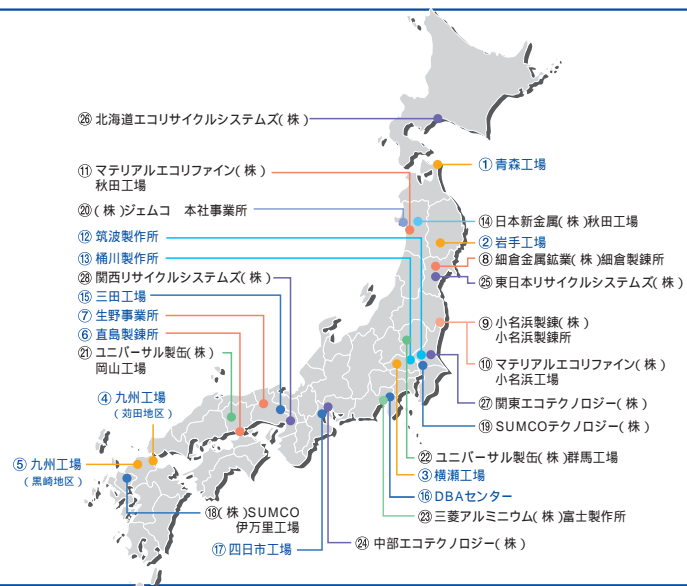 ㉖ 北海道エコリサイクルシステムズ( 株 )
① 青森工場
⑪ マテリアルエコリファイン( 株 )
秋田工場
⑳ ( 株 )ジェムコ　本社事業所
⑭ 日本新金属( 株 )秋田工場
⑫ 筑波製作所
② 岩手工場
⑬ 桶川製作所
⑧ 細倉金属鉱業( 株 )細倉製錬所
㉘ 関西リサイクルシステムズ( 株 )
㉕ 東日本リサイクルシステムズ( 株 )
⑮ 三田工場
⑦ 生野事業所
⑨ 小名浜製錬( 株 )
小名浜製錬所
⑥ 直島製錬所
㉑ ユニバーサル製缶( 株 )
岡山工場
⑩ マテリアルエコリファイン( 株 )
小名浜工場
④ 九州工場
( 苅田地区 )
㉗ 関東エコテクノロジー( 株 )
⑲ SUMCOテクノロジー( 株 )
㉒ ユニバーサル製缶( 株 )群馬工場
⑤ 九州工場
( 黒崎地区 )
③ 横瀬工場
⑯ DBAセンター
⑱( 株 )SUMCO
伊万里工場
㉓ 三菱アルミニウム( 株 )富士製作所
⑰ 四日市工場
㉔ 中部エコテクノロジー( 株 )